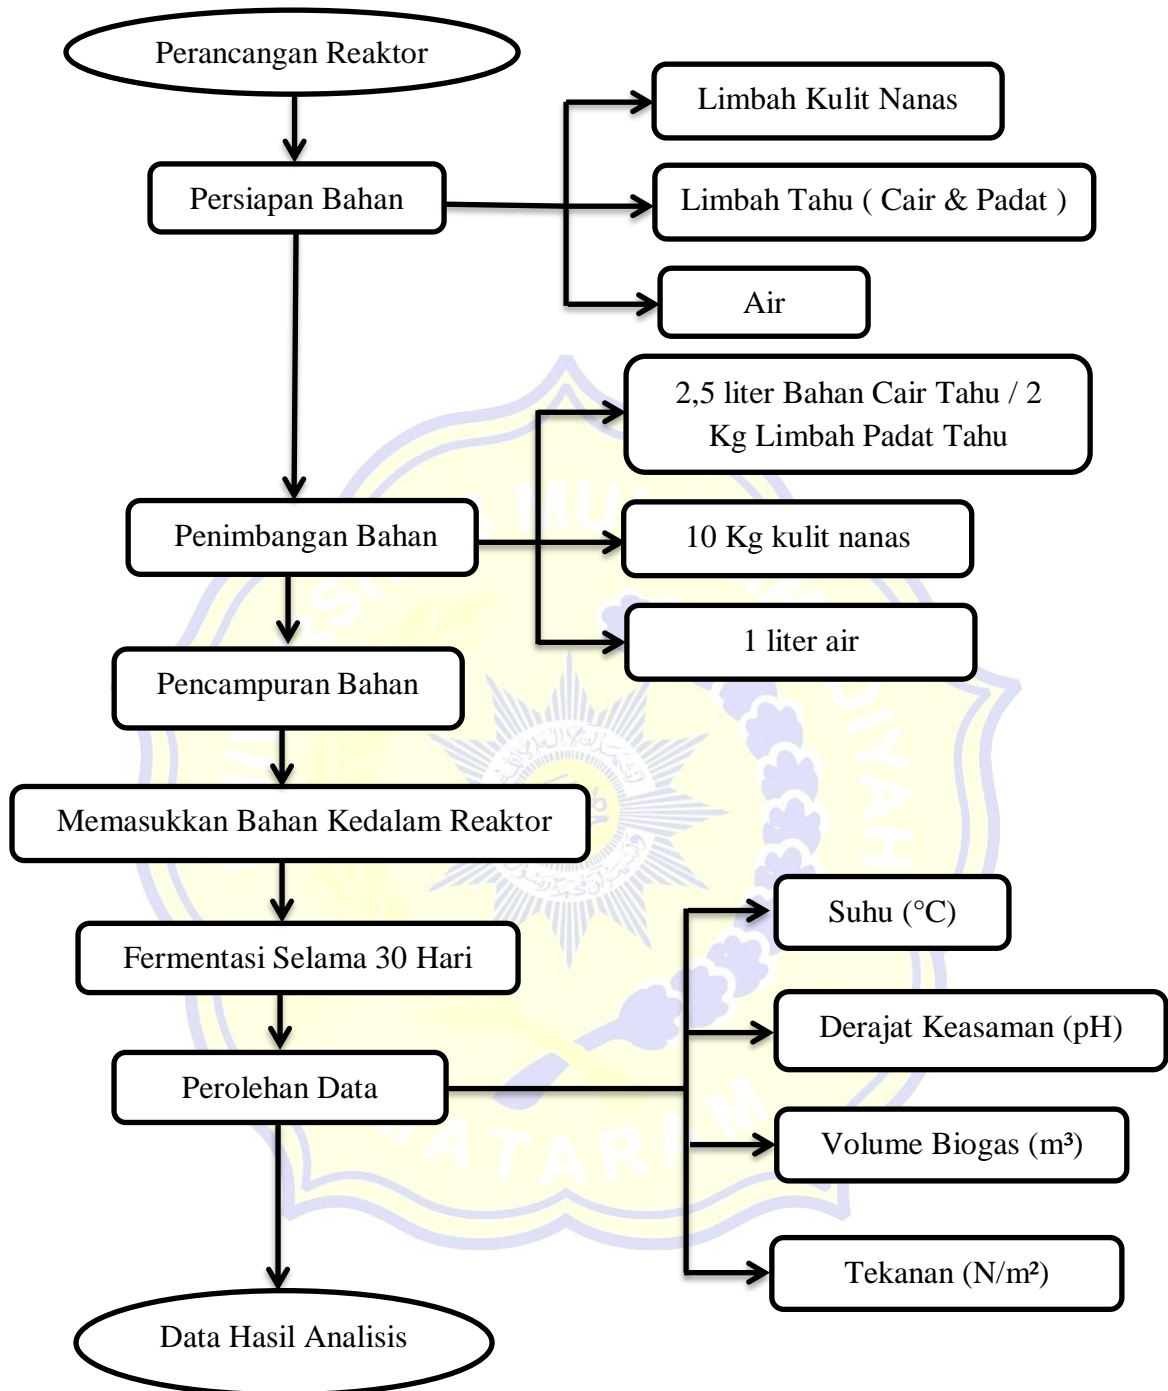 Perancangan Reaktor
Limbah Kulit Nanas
Persiapan Bahan
Limbah Tahu ( Cair & Padat )
Air
2,5 liter Bahan Cair Tahu / 2
Kg Limbah Padat Tahu
Penimbangan Bahan
10 Kg kulit nanas
1 liter air
Pencampuran Bahan
Memasukkan Bahan Kedalam Reaktor
Suhu (°C)
Fermentasi Selama 30 Hari
Derajat Keasaman (pH)
Perolehan Data
Volume Biogas (m³)
Tekanan (N/m²)
Data Hasil Analisis
MATARAM